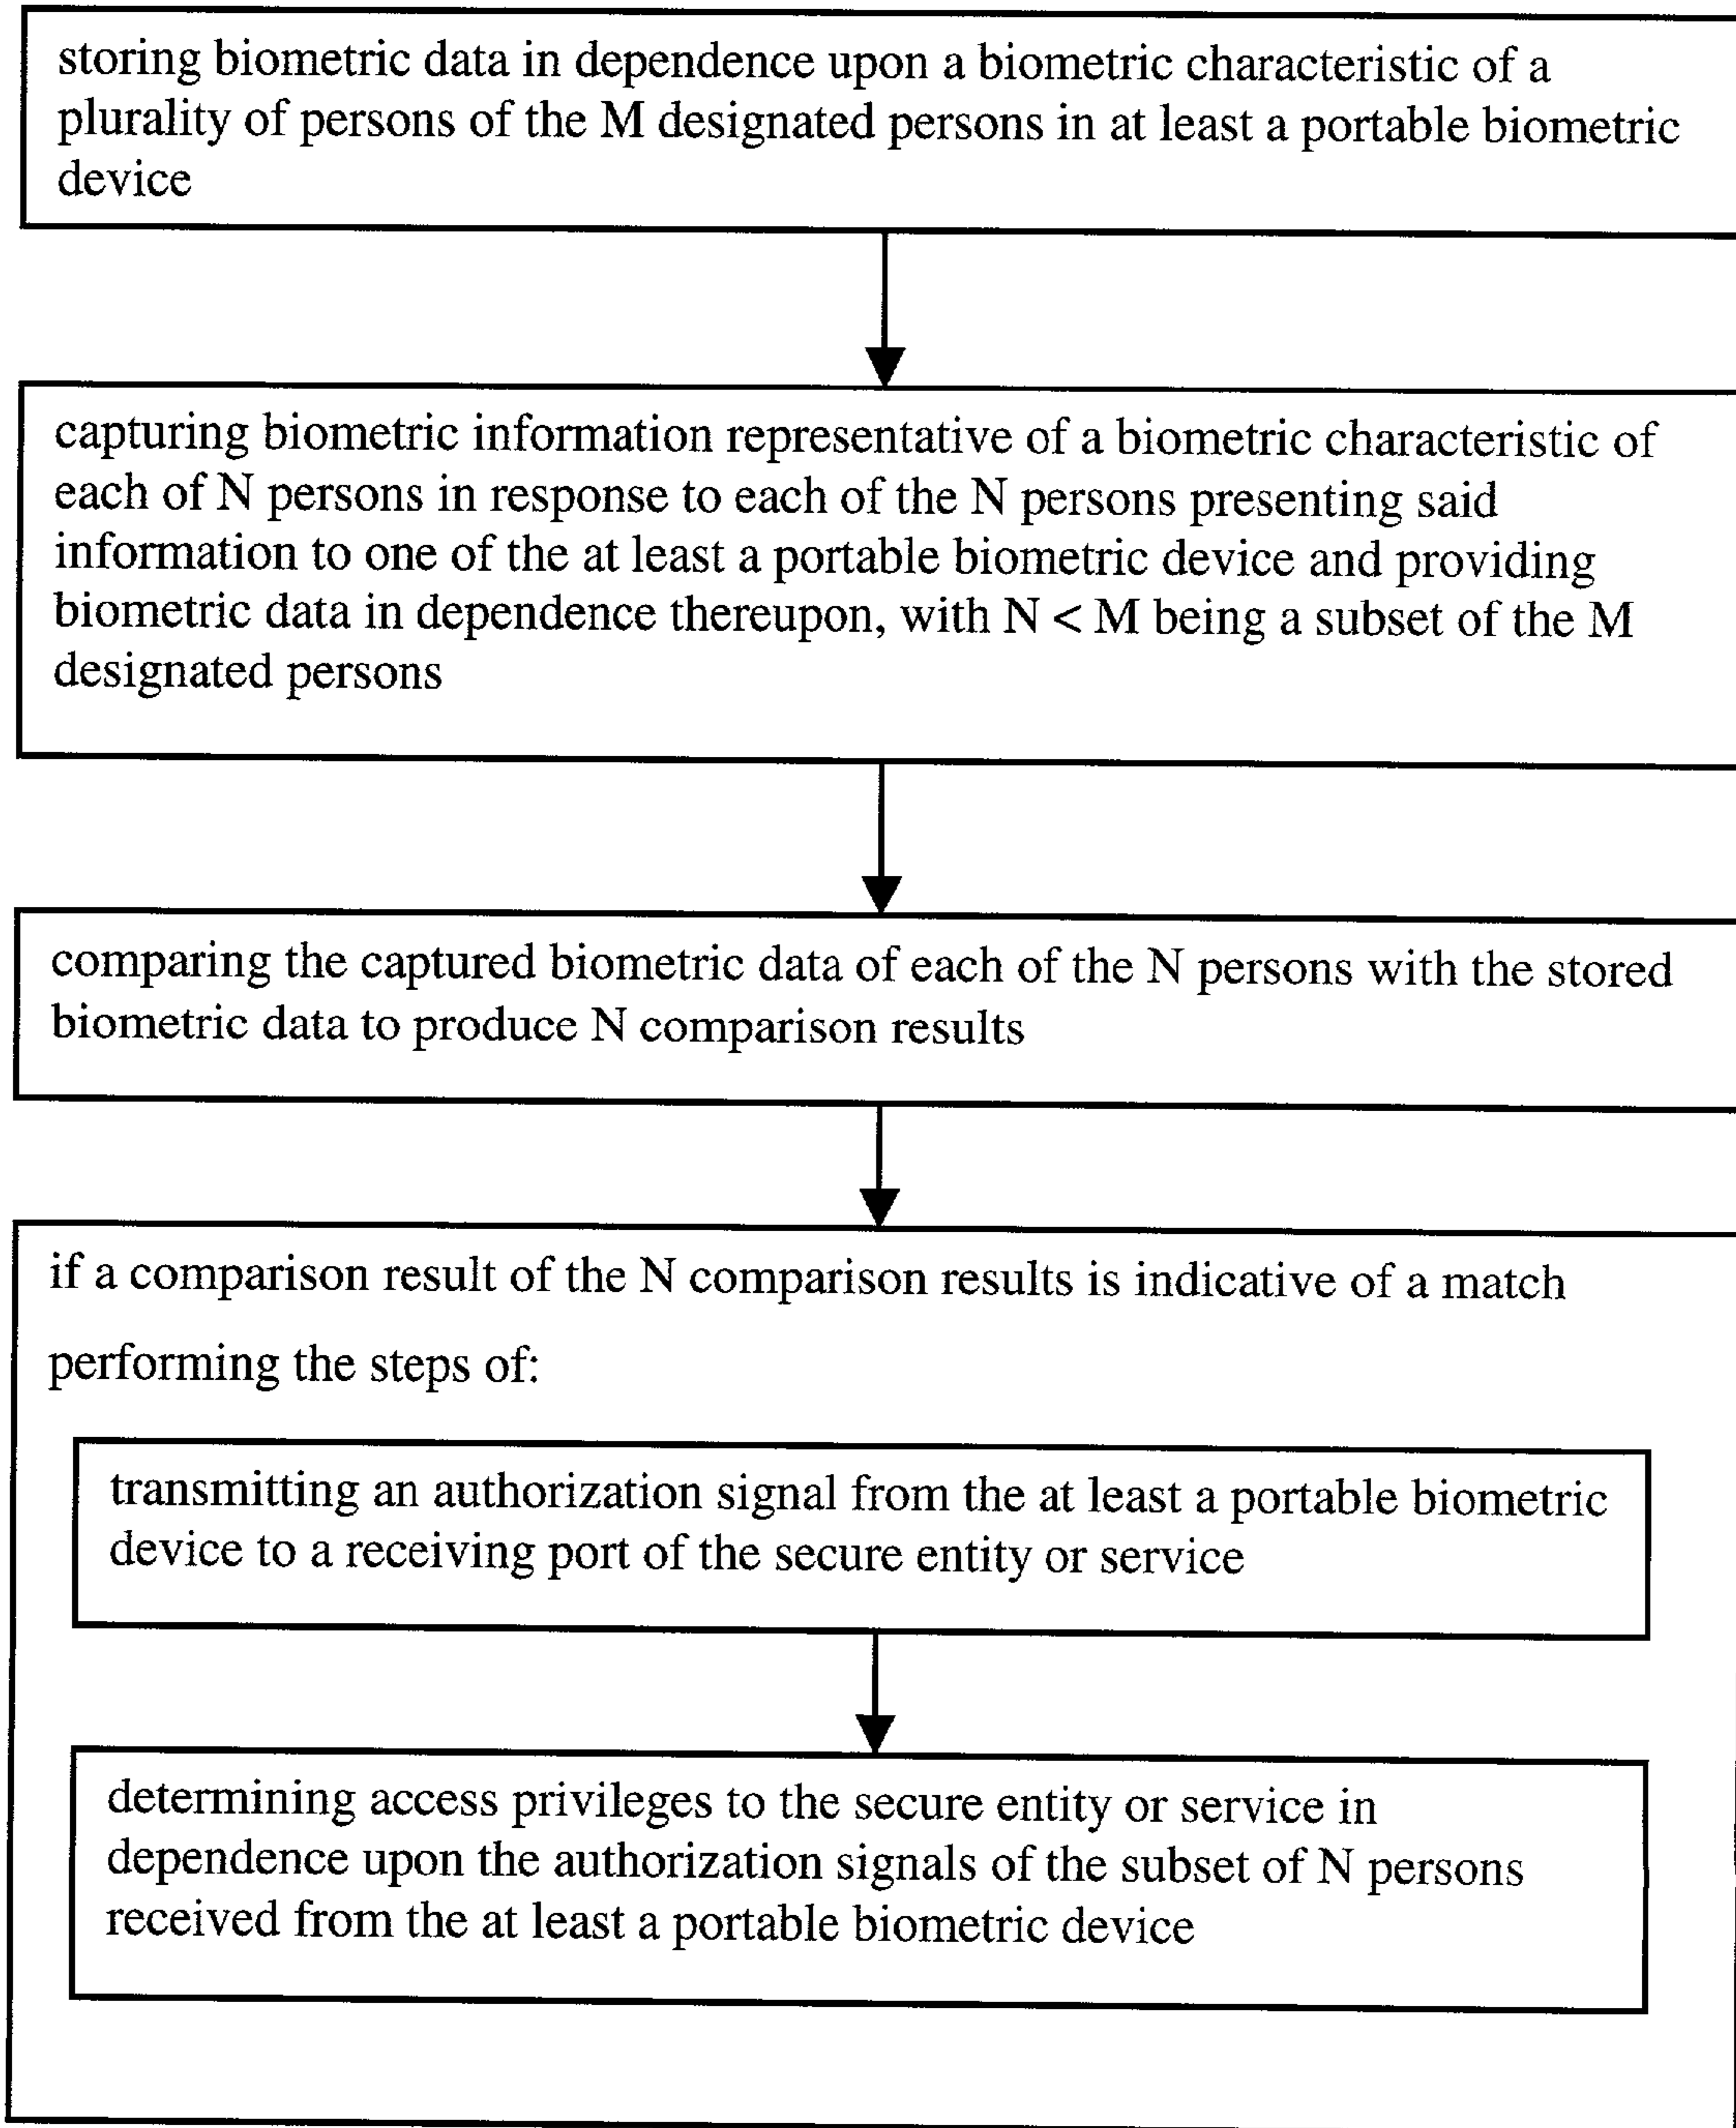 storing biometric data in dependence upon a biometric characteristic of a
plurality of persons of the M designated persons in at least a portable biometric
device
capturing biometric information representative of a biometric characteristic of
each of N persons in response to each of the N persons presenting said
information to one of the at least a portable biometric device and providing
biometric data in dependence thereupon, with N < M being a subset of the M
designated persons
comparing the captured biometric data of each of the N persons with the stored
biometric data to produce N comparison results
if a comparison result of the N comparison results is indicative of a match
performing the steps of:
transmitting an authorization signal from the at least a portable biometric
device to a receiving port of the secure entity or service
determining access privileges to the secure entity or service in
dependence upon the authorization signals of the subset of N persons
received from the at least a portable biometric device